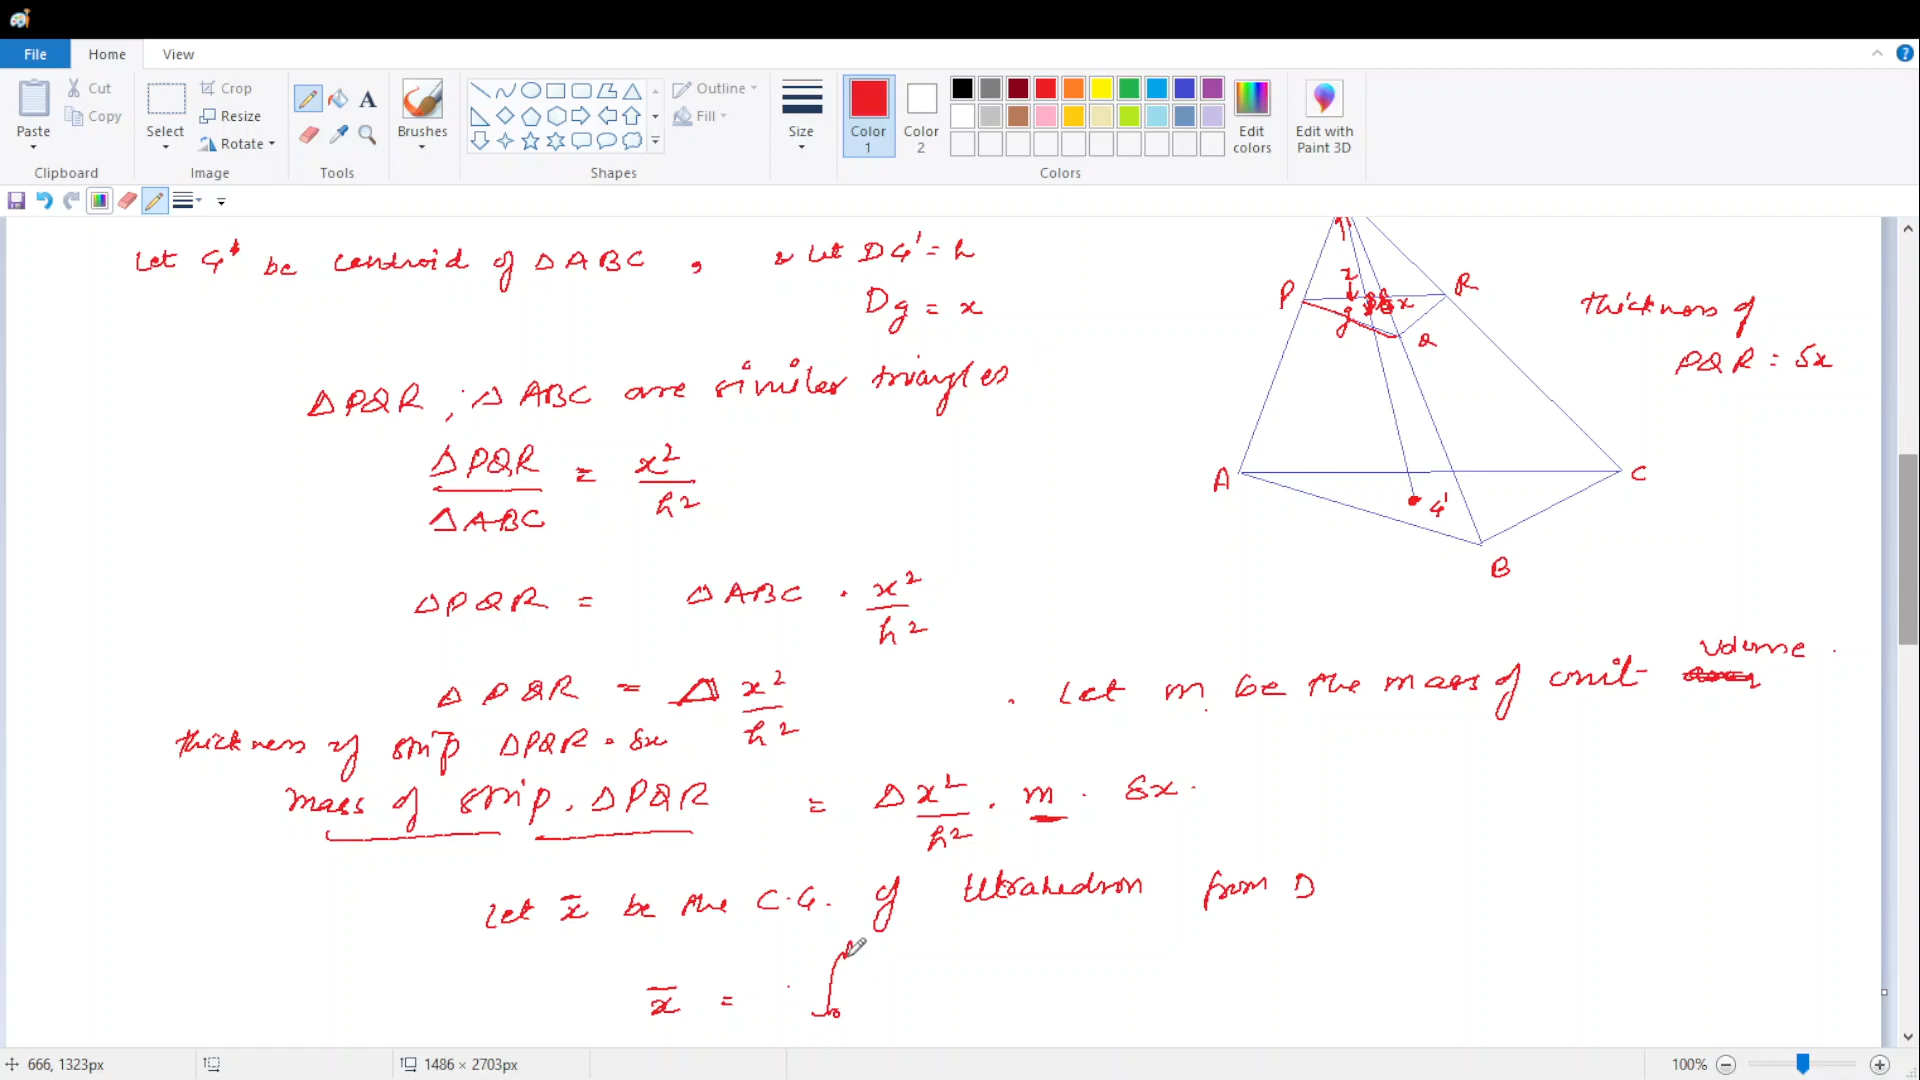 File Home View
Paste Cut Copy Select Crop Resize Rotate A Brushes Outline Fill Size Color 1 Color 2 Edit colors Edit with Paint 3D
Clipboard Image Tools Shapes Colors
Let G' be centroid of ΔABC , & let DG' = h
Dg = x
ΔPQR ; ΔABC are similar triangles
ΔPQR / ΔABC = x² / h²
ΔPQR = ΔABC . x² / h²
ΔPQR = Δ x² / h²
. Let m be the mass of unit volume .
thickness of strip ΔPQR = δx
mass of strip . ΔPQR = Δ x² / h² . m . δx .
Let x̄ be the C.G. of tetrahedron from D
x̄ = ∫
P R
x
g
Q
A C
G'
B
thickness of
PQR = δx
666, 1323px 1486 × 2703px 100%